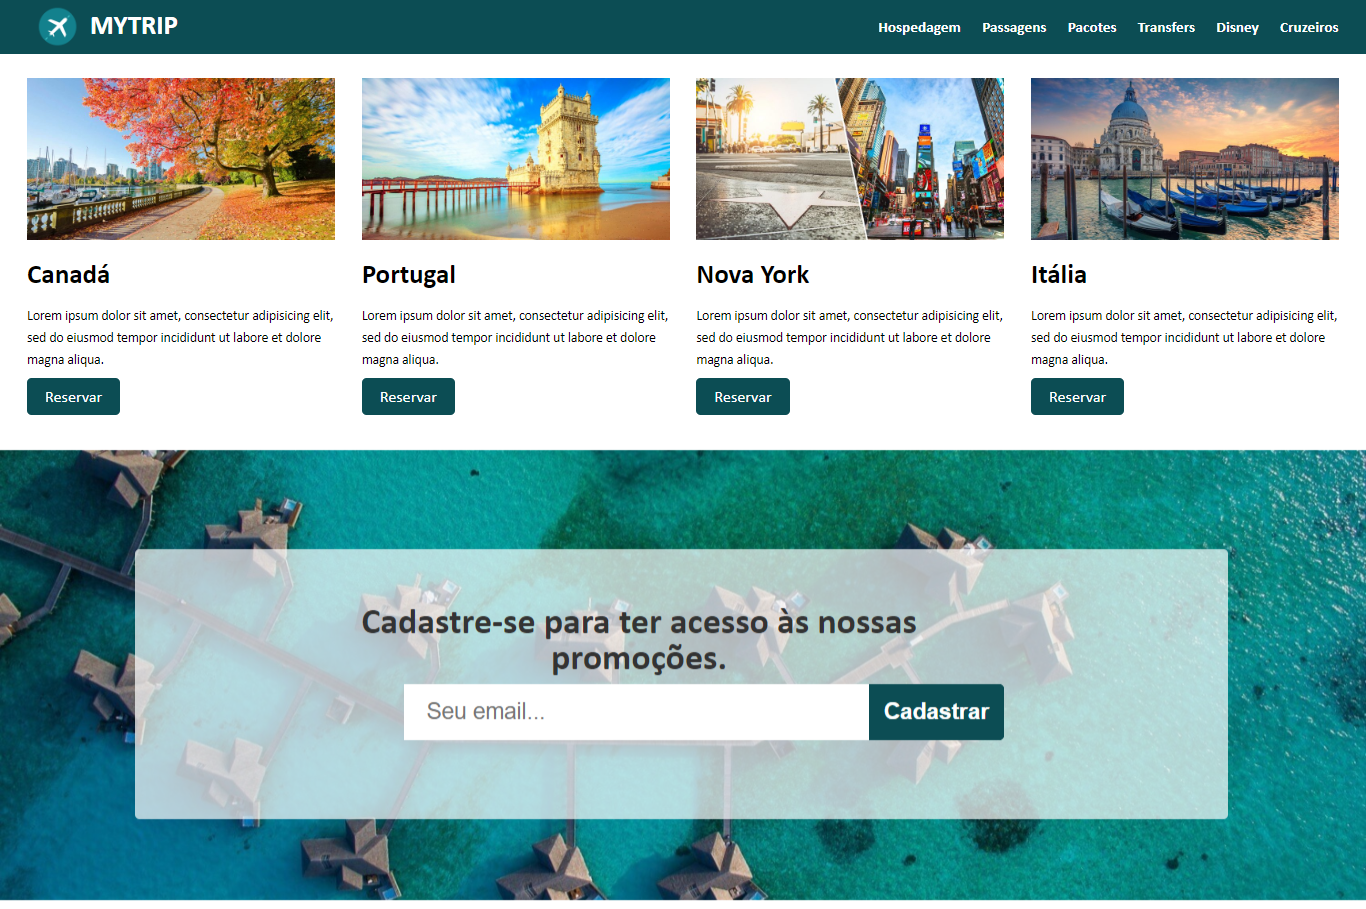 MYTRIP
Hospedagem Passagens Pacotes Transfers Disney Cruzeiros
Canadá
Lorem ipsum dolor sit amet, consectetur adipisicing elit,
sed do eiusmod tempor incididunt ut labore et dolore
magna aliqua.
Reservar
Portugal
Lorem ipsum dolor sit amet, consectetur adipisicing elit,
sed do eiusmod tempor incididunt ut labore et dolore
magna aliqua.
Reservar
Nova York
Lorem ipsum dolor sit amet, consectetur adipisicing elit,
sed do eiusmod tempor incididunt ut labore et dolore
magna aliqua.
Reservar
Itália
Lorem ipsum dolor sit amet, consectetur adipisicing elit,
sed do eiusmod tempor incididunt ut labore et dolore
magna aliqua.
Reservar
Cadastre-se para ter acesso às nossas
promoções.
Seu email... Cadastrar